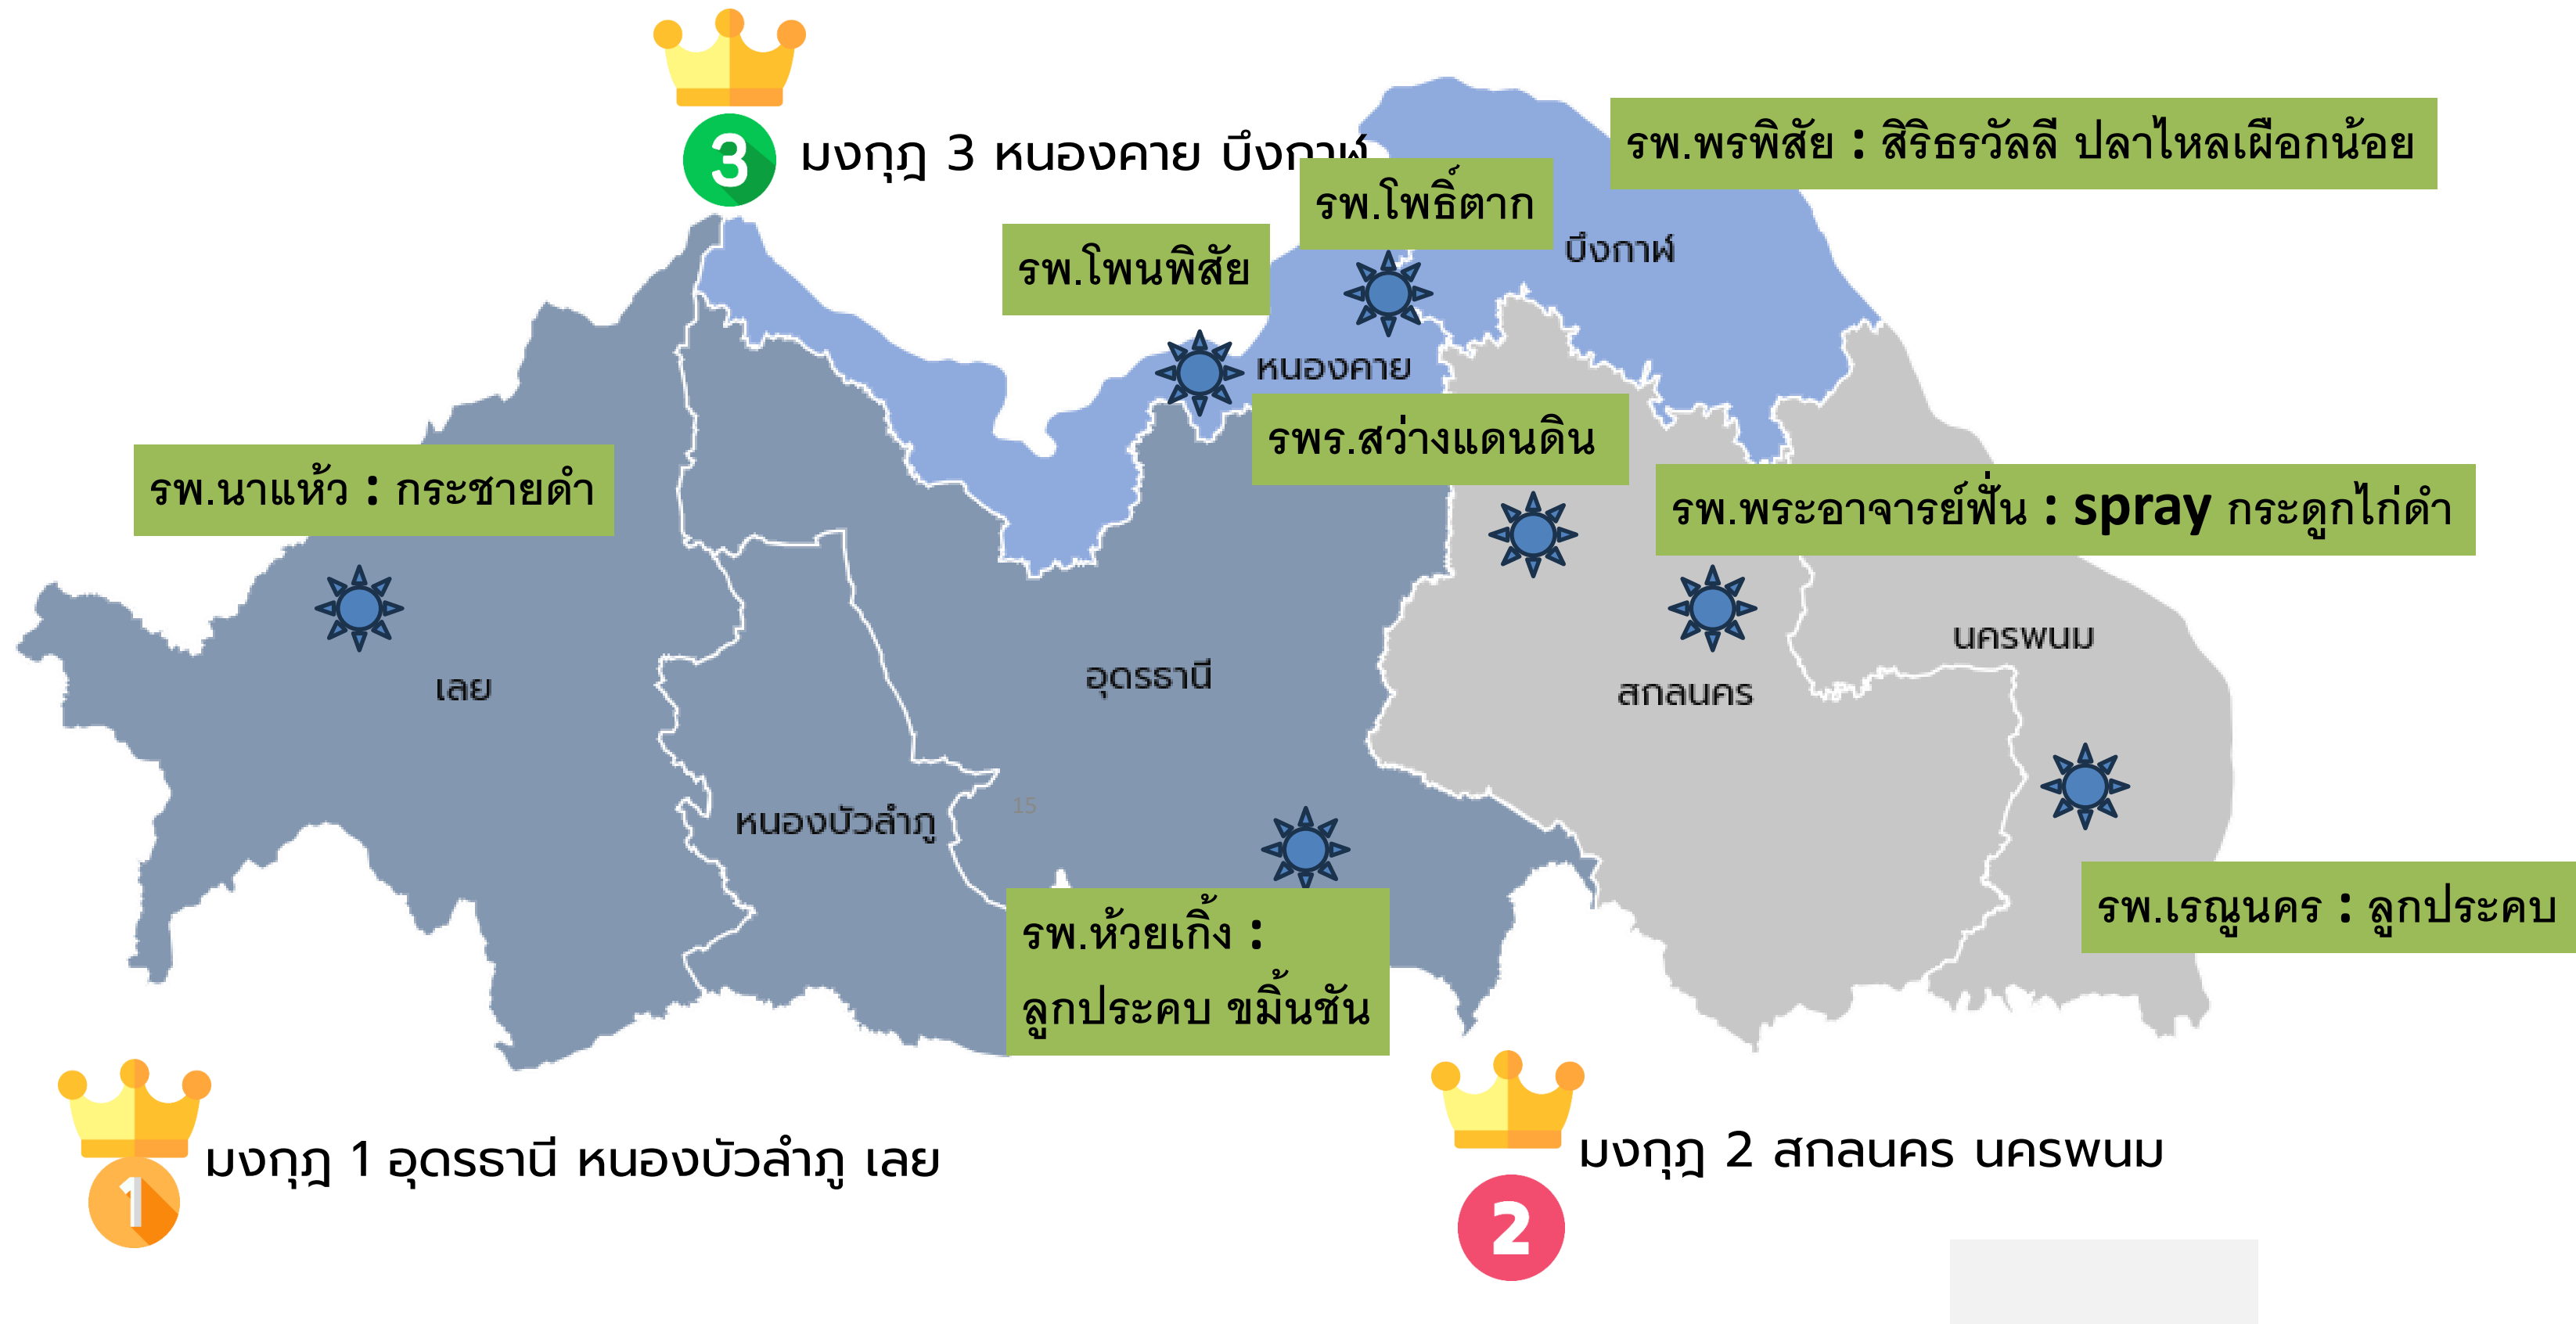 3
มงกุฎ 3 หนองคาย บึงกาฬ
รพ.พรพิสัย : สิริธรวัลลี ปลาไหลเผือกน้อย
รพ.โพธิ์ตาก
รพ.โพนพิสัย
บึงกาฬ
หนองคาย
รพร.สว่างแดนดิน
รพ.นาแห้ว : กระชายดำ
รพ.พระอาจารย์ฝั้น : spray กระดูกไก่ดำ
นครพนม
อุดรธานี
เลย
สกลนคร
15
หนองบัวลำภู
รพ.เรณูนคร : ลูกประคบ
รพ.ห้วยเกิ้ง :
ลูกประคบ ขมิ้นชัน
มงกุฎ 1 อุดรธานี หนองบัวลำภู เลย
1
มงกุฎ 2 สกลนคร นครพนม
2